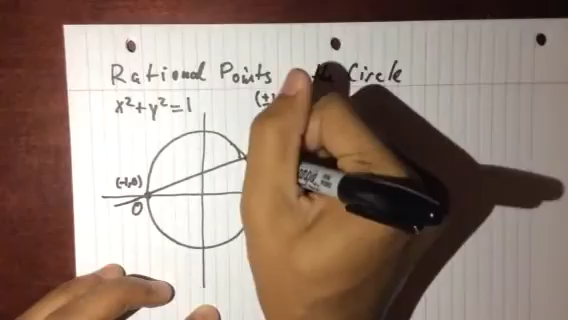 Rational Points Circle
x²+y²=1 (±
(-1,0)
O